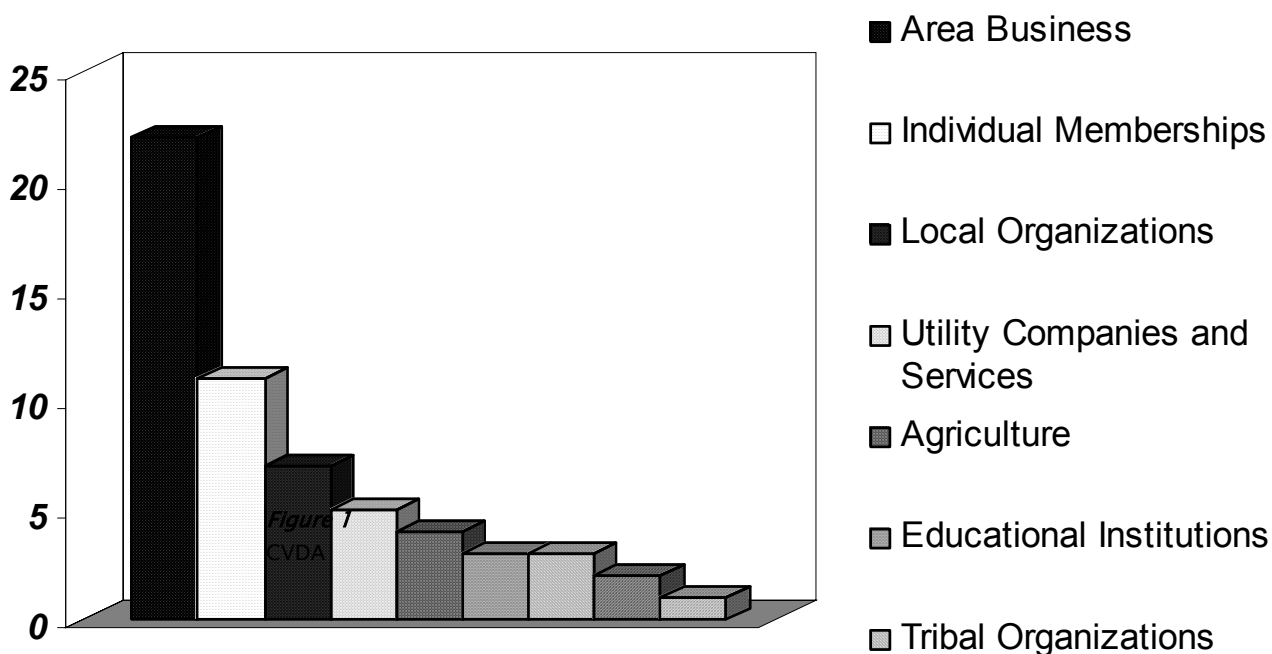 25
20
15
10
5
0
Figure 1
CVDA
Area Business
Individual Memberships
Local Organizations
Utility Companies and
Services
Agriculture
Educational Institutions
Tribal Organizations